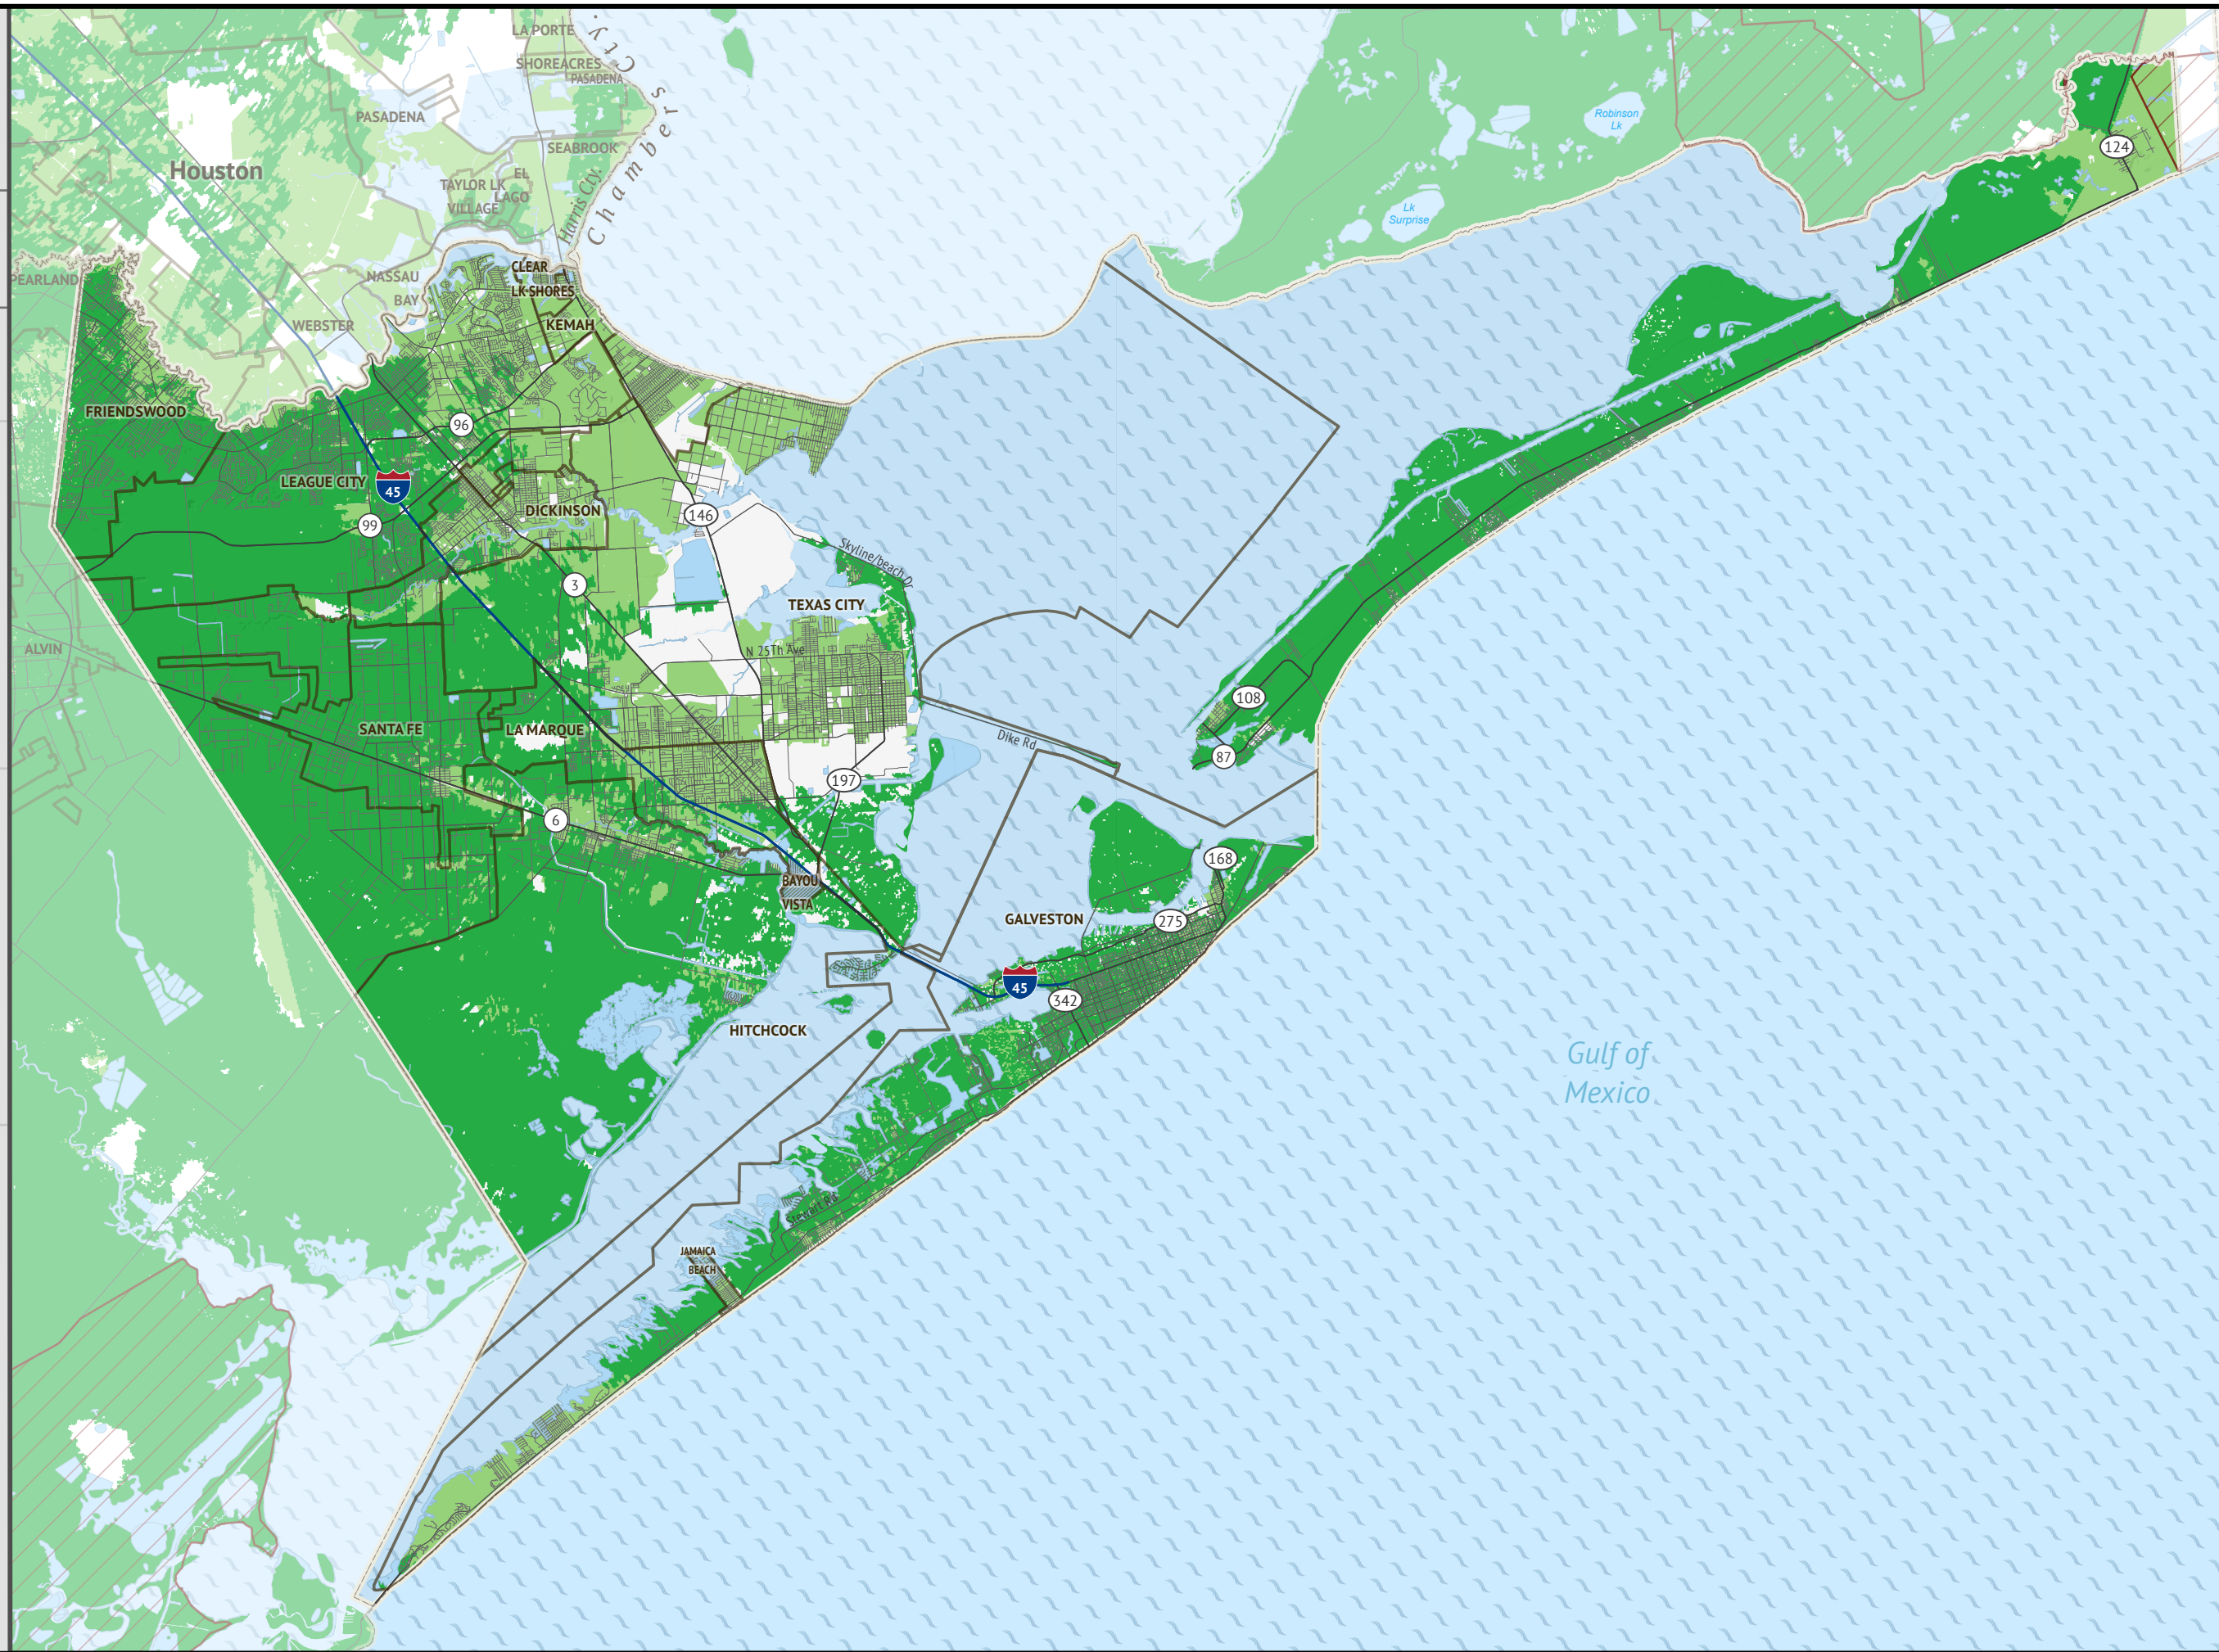 LA PORTE
SHOREACRES
PASADENA
Chambers Cty.
PASADENA
SEABROOK
Houston
EL
LAGO
TAYLOR LK
VILLAGE
Harris Cty.
Robinson
Lk
Lk
Surprise
124
PEARLAND
NASSAU
BAY
CLEAR
LK SHORES
WEBSTER
KEMAH
FRIENDSWOOD
96
LEAGUE CITY
45
99
DICKINSON
146
Skyline/beach Dr
3
TEXAS CITY
ALVIN
N 25Th Ave
108
SANTA FE
LA MARQUE
Dike Rd
87
197
6
168
BAYOU
VISTA
GALVESTON
275
45
342
HITCHCOCK
Gulf of
Mexico
Stewart Rd
JAMAICA
BEACH